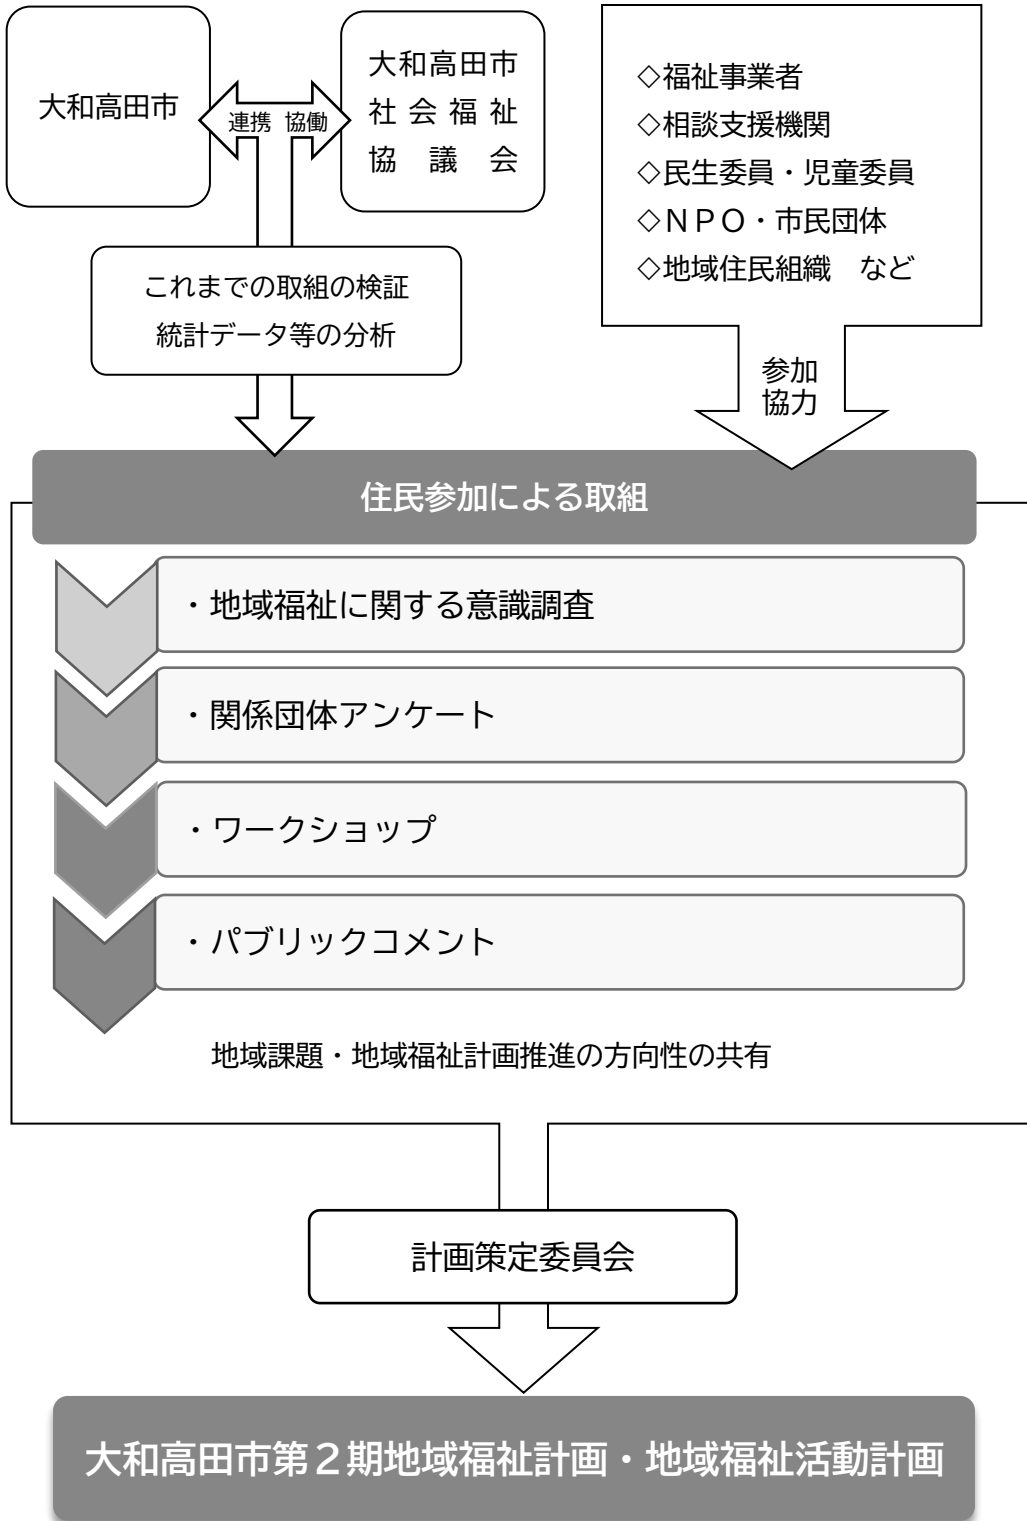 大和高田市
連携 協働
大和高田市
社会福祉
協議会
◇福祉事業者
◇相談支援機関
◇民生委員・児童委員
◇ＮＰＯ・市民団体
◇地域住民組織　など
これまでの取組の検証
統計データ等の分析
参加
協力
住民参加による取組
・地域福祉に関する意識調査
・関係団体アンケート
・ワークショップ
・パブリックコメント
地域課題・地域福祉計画推進の方向性の共有
計画策定委員会
大和高田市第２期地域福祉計画・地域福祉活動計画